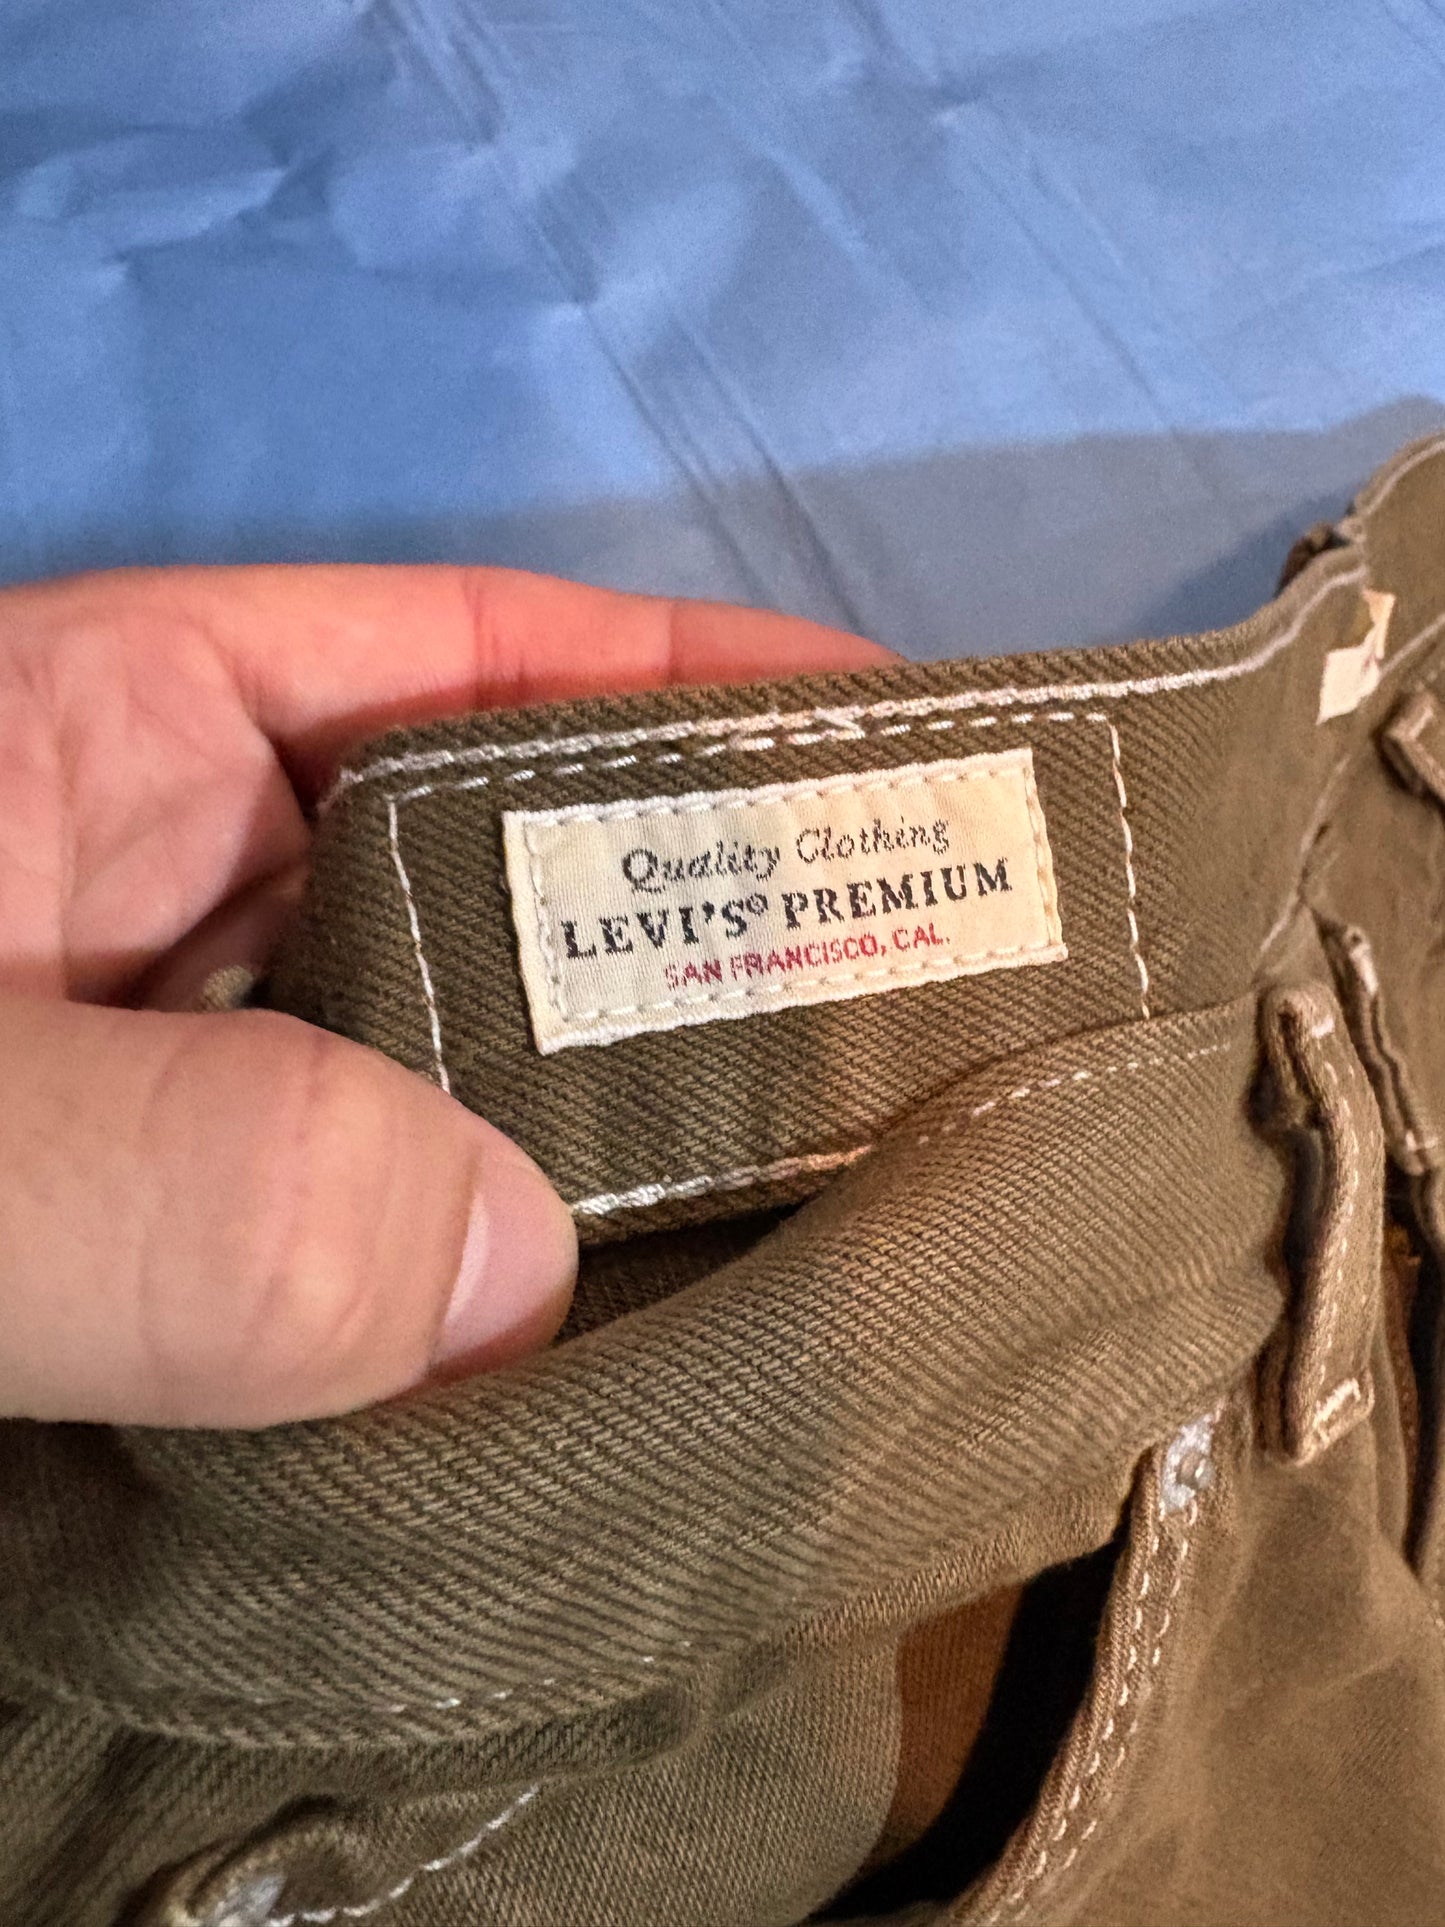 Quality Clothing
LEVI'S® PREMIUM
SAN FRANCISCO, CAL.